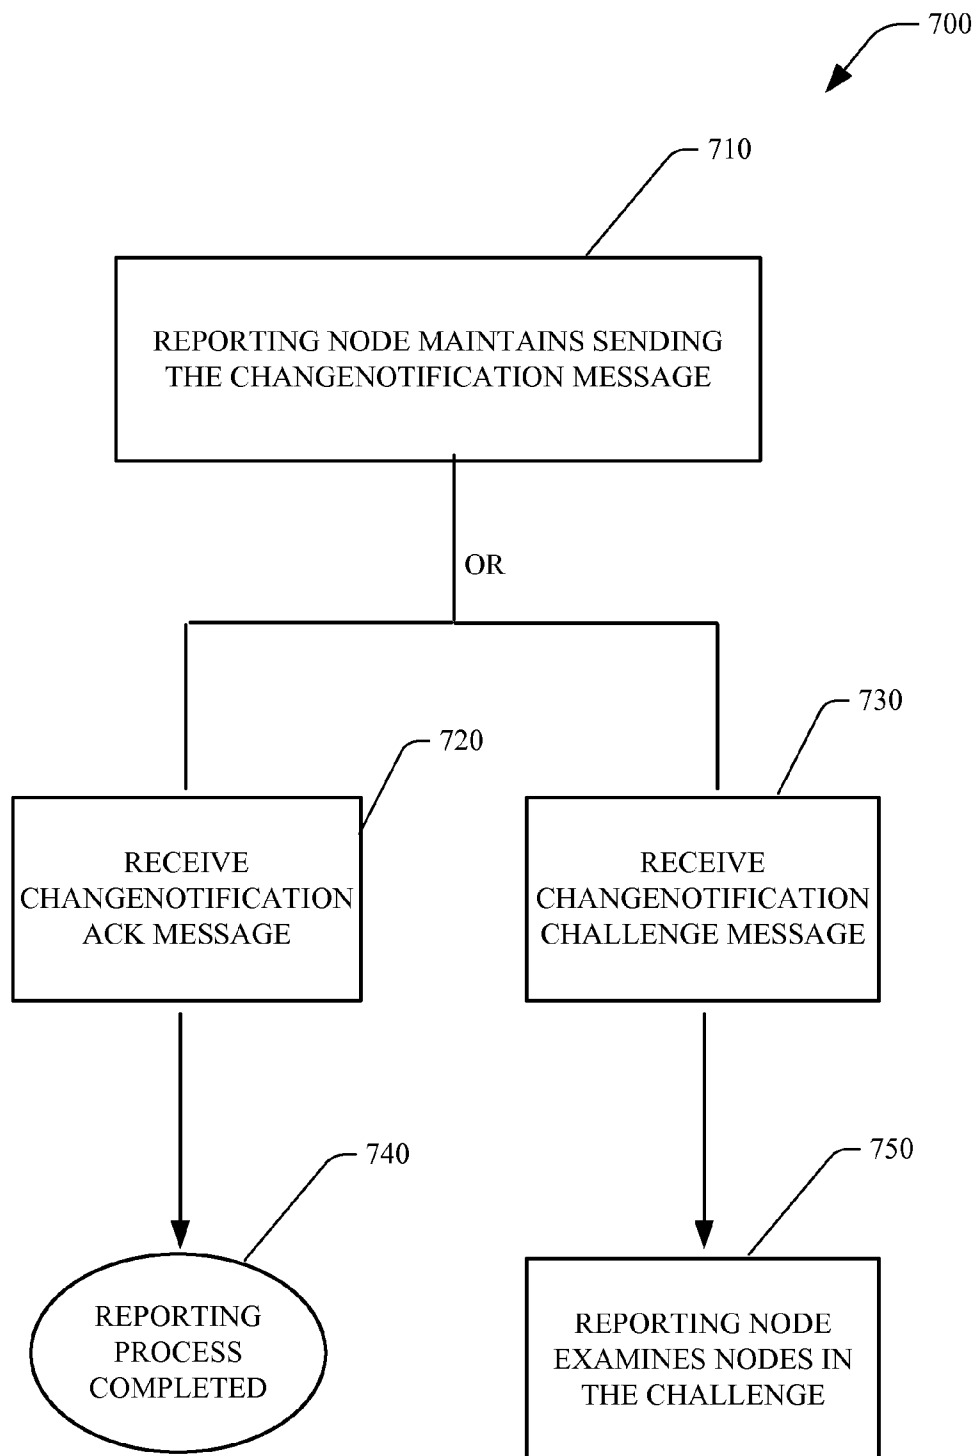 700
710
REPORTING NODE MAINTAINS SENDING
THE CHANGENOTIFICATION MESSAGE
OR
720
730
RECEIVE
CHANGENOTIFICATION
ACK MESSAGE
RECEIVE
CHANGENOTIFICATION
CHALLENGE MESSAGE
740
750
REPORTING
PROCESS
COMPLETED
REPORTING NODE
EXAMINES NODES IN
THE CHALLENGE